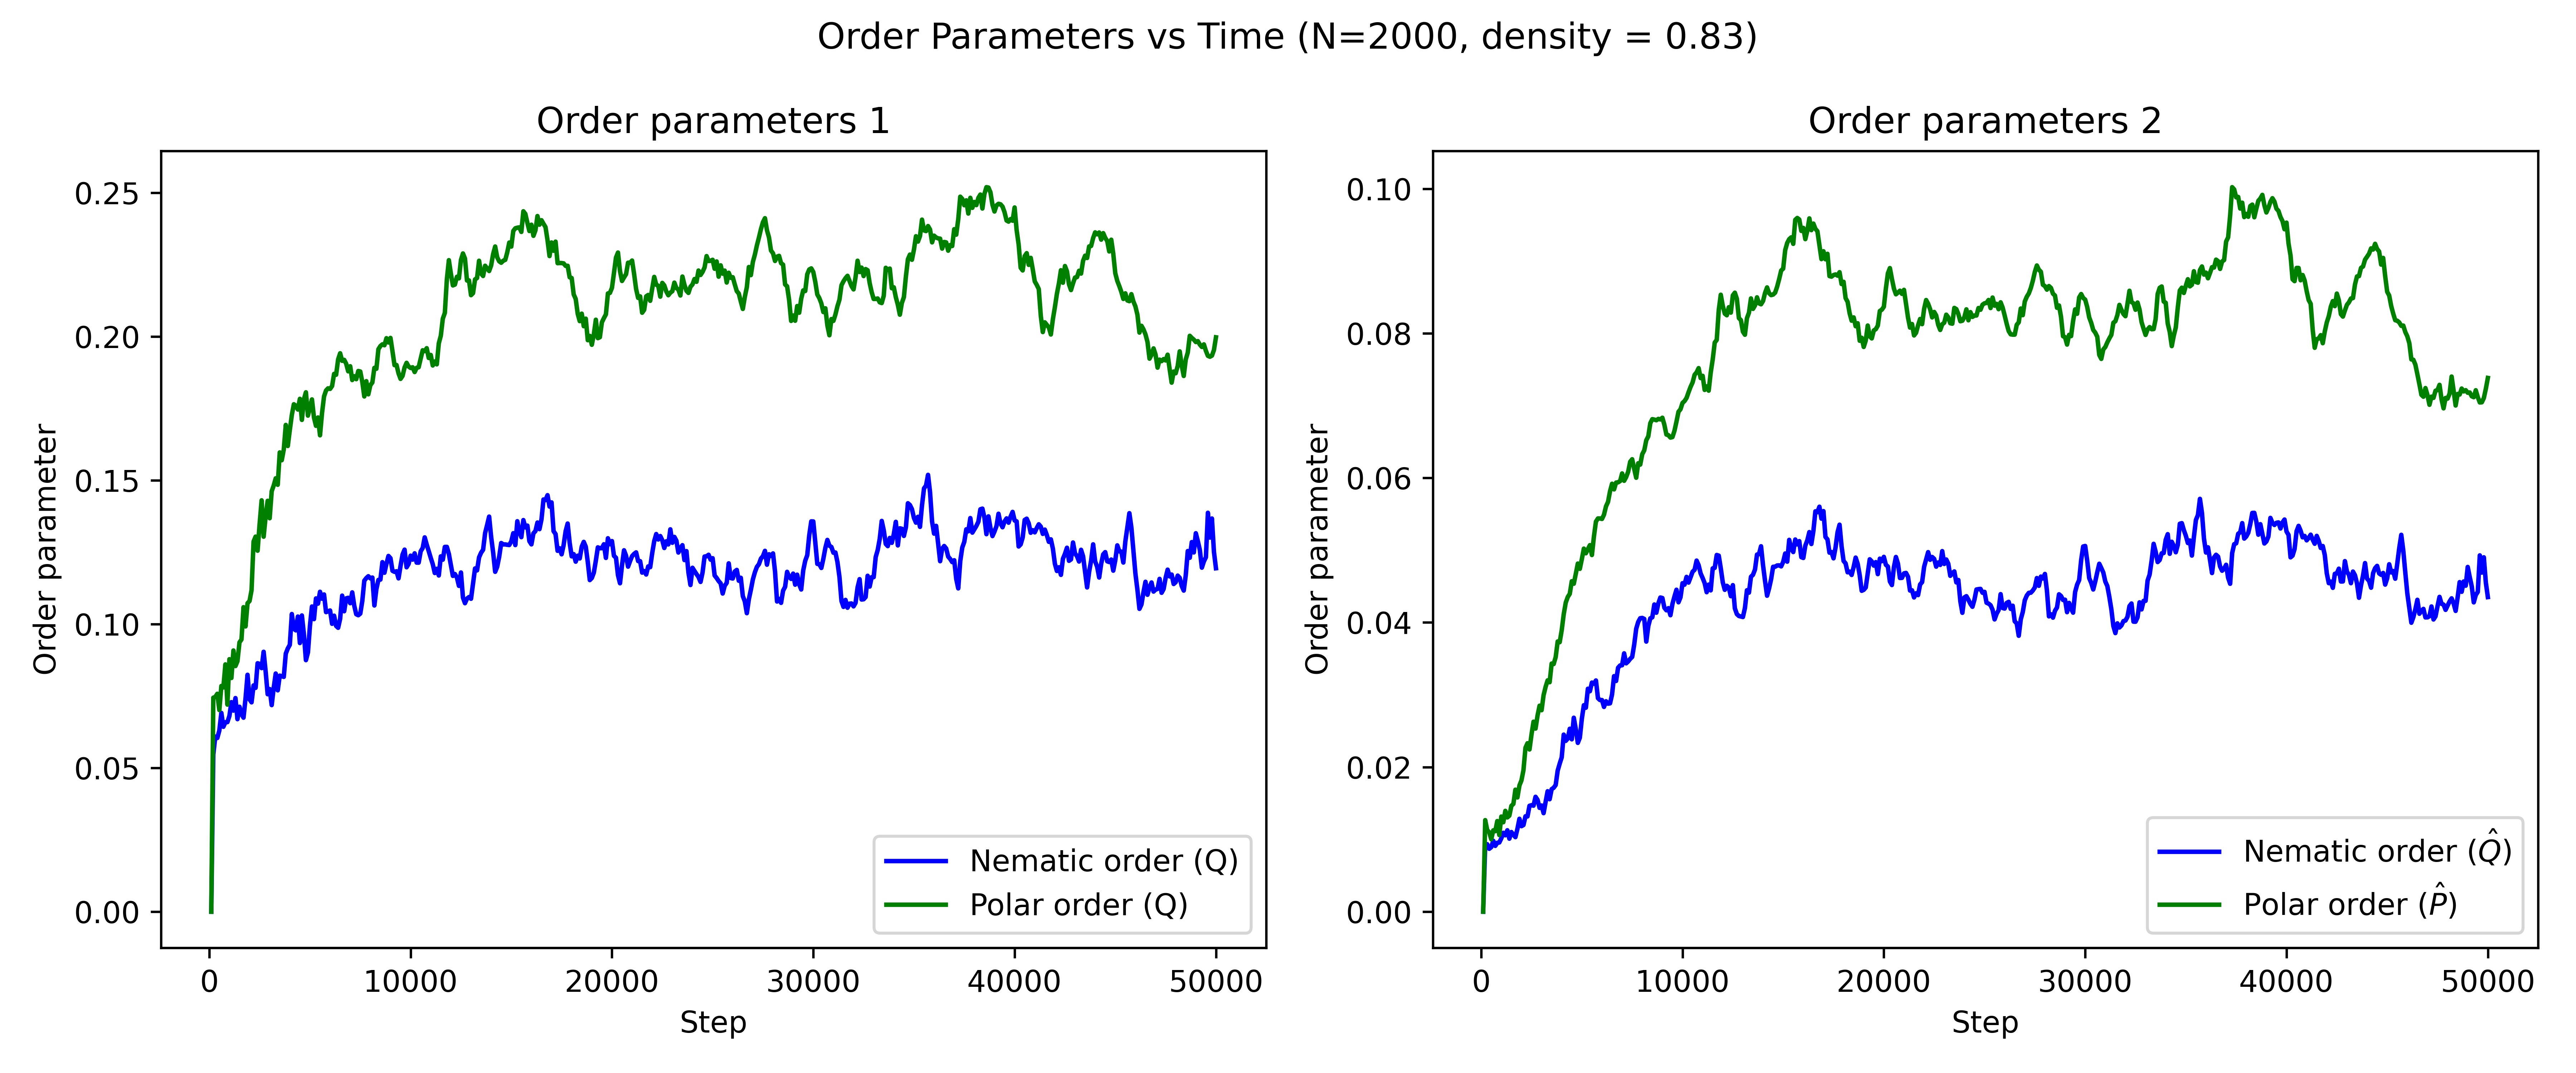 Order Parameters vs Time (N=2000, density = 0.83)
Order parameters 1
Order parameter
0.25
0.20
0.15
0.10
0.05
0.00
0 10000 20000 30000 40000 50000
Step
Nematic order (Q)
Polar order (Q)
Order parameters 2
Order parameter
0.10
0.08
0.06
0.04
0.02
0.00
0 10000 20000 30000 40000 50000
Step
Nematic order (Q̂)
Polar order (P̂)